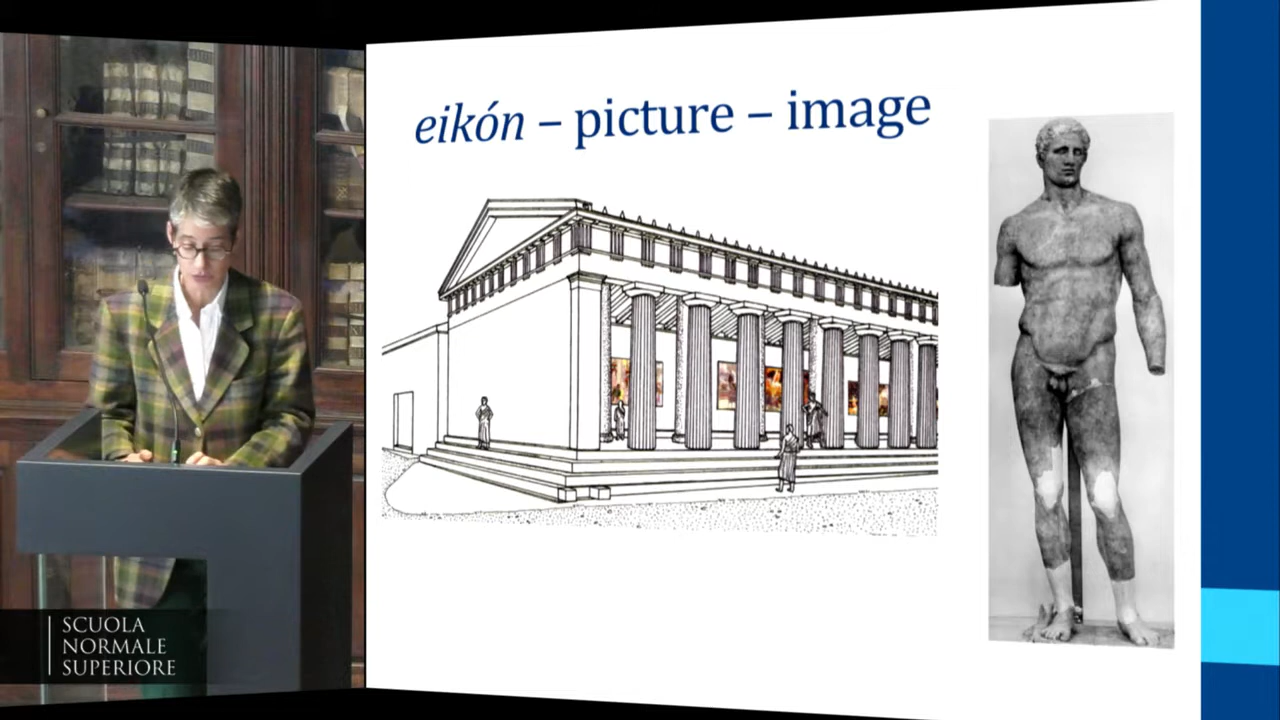 eikón – picture – image
SCUOLA
NORMALE
SUPERIORE